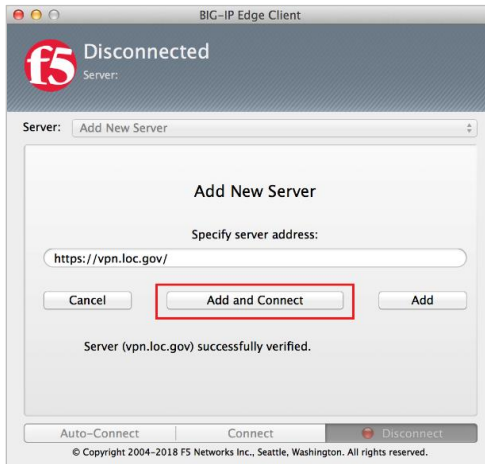 BIG-IP Edge Client
f5
Disconnected
Server:
Server: Add New Server
Add New Server
Specify server address:
https://vpn.loc.gov/
Cancel Add and Connect Add
Server (vpn.loc.gov) successfully verified.
Auto-Connect Connect Disconnect
© Copyright 2004-2018 F5 Networks Inc., Seattle, Washington. All rights reserved.